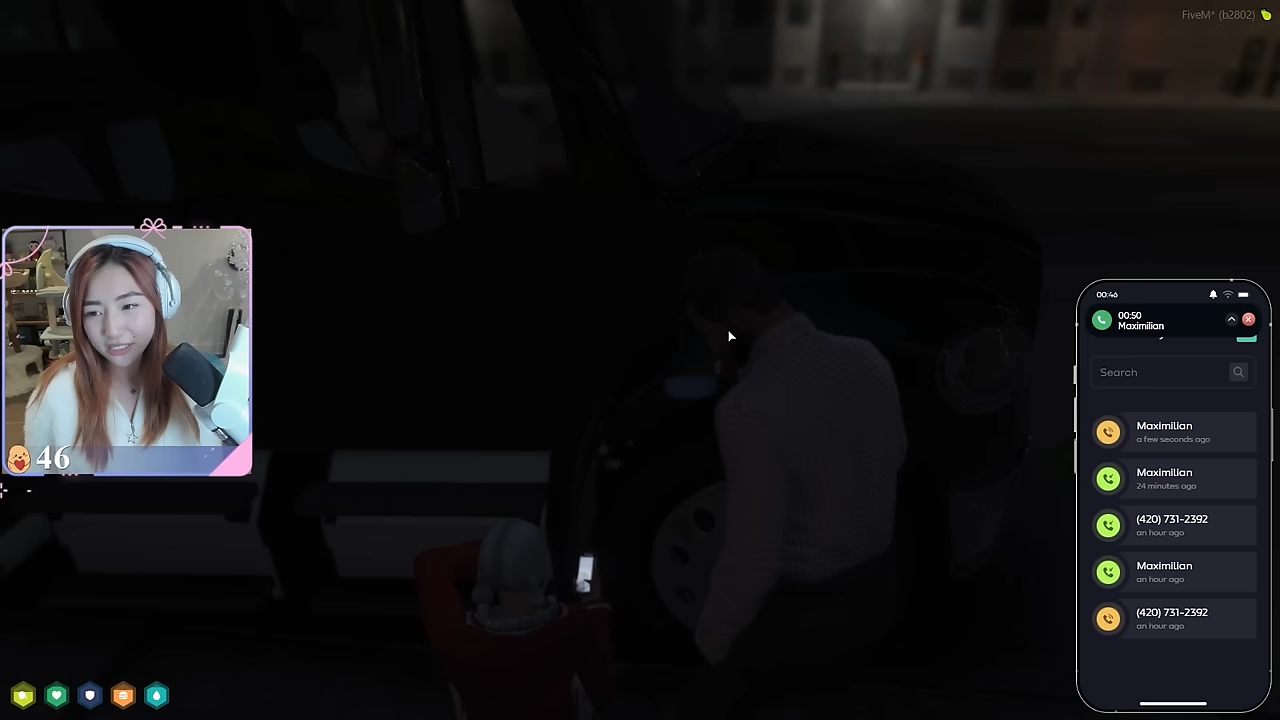 FiveM* (b2802)
46
00:46
00:50
Maximilian
Search
Maximilian
a few seconds ago
Maximilian
24 minutes ago
(420) 731-2392
an hour ago
Maximilian
an hour ago
(420) 731-2392
an hour ago